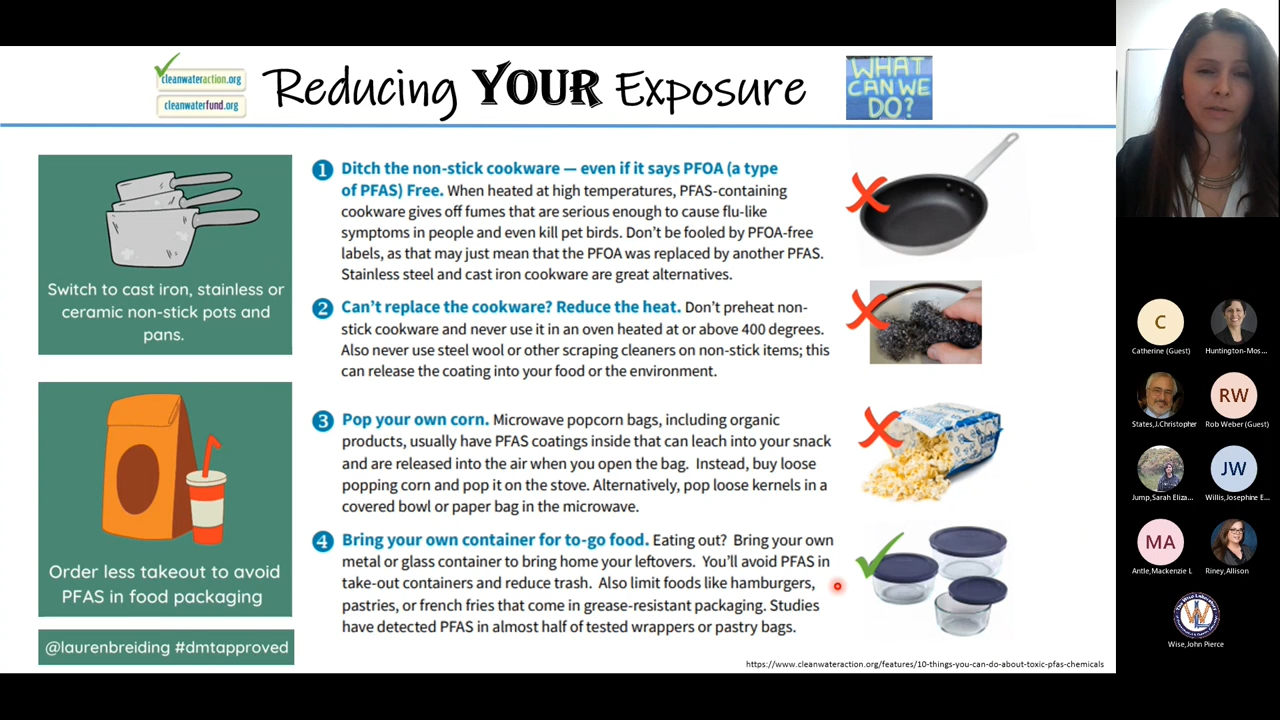 cleanwateraction.org
cleanwaterfund.org
Reducing YOUR Exposure
WHAT
CAN WE
DO?
Switch to cast iron, stainless or
ceramic non-stick pots and
pans.
Order less takeout to avoid
PFAS in food packaging
@laurenbreiding #dmtapproved
1 Ditch the non-stick cookware — even if it says PFOA (a type
of PFAS) Free. When heated at high temperatures, PFAS-containing
cookware gives off fumes that are serious enough to cause flu-like
symptoms in people and even kill pet birds. Don't be fooled by PFOA-free
labels, as that may just mean that the PFOA was replaced by another PFAS.
Stainless steel and cast iron cookware are great alternatives.
2 Can't replace the cookware? Reduce the heat. Don't preheat non-
stick cookware and never use it in an oven heated at or above 400 degrees.
Also never use steel wool or other scraping cleaners on non-stick items; this
can release the coating into your food or the environment.
3 Pop your own corn. Microwave popcorn bags, including organic
products, usually have PFAS coatings inside that can leach into your snack
and are released into the air when you open the bag. Instead, buy loose
popping corn and pop it on the stove. Alternatively, pop loose kernels in a
covered bowl or paper bag in the microwave.
4 Bring your own container for to-go food. Eating out? Bring your own
metal or glass container to bring home your leftovers. You'll avoid PFAS in
take-out containers and reduce trash. Also limit foods like hamburgers,
pastries, or french fries that come in grease-resistant packaging. Studies
have detected PFAS in almost half of tested wrappers or pastry bags.
https://www.cleanwateraction.org/features/10-things-you-can-do-about-toxic-pfas-chemicals
C
Catherine (Guest)
Huntington-Mos...
States,J.Christopher
RW
Rob Weber (Guest)
Jump,Sarah Eliza...
JW
Willis,Josephine E...
MA
Antle,Mackenzie L
Riney,Allison
Wise,John Pierce